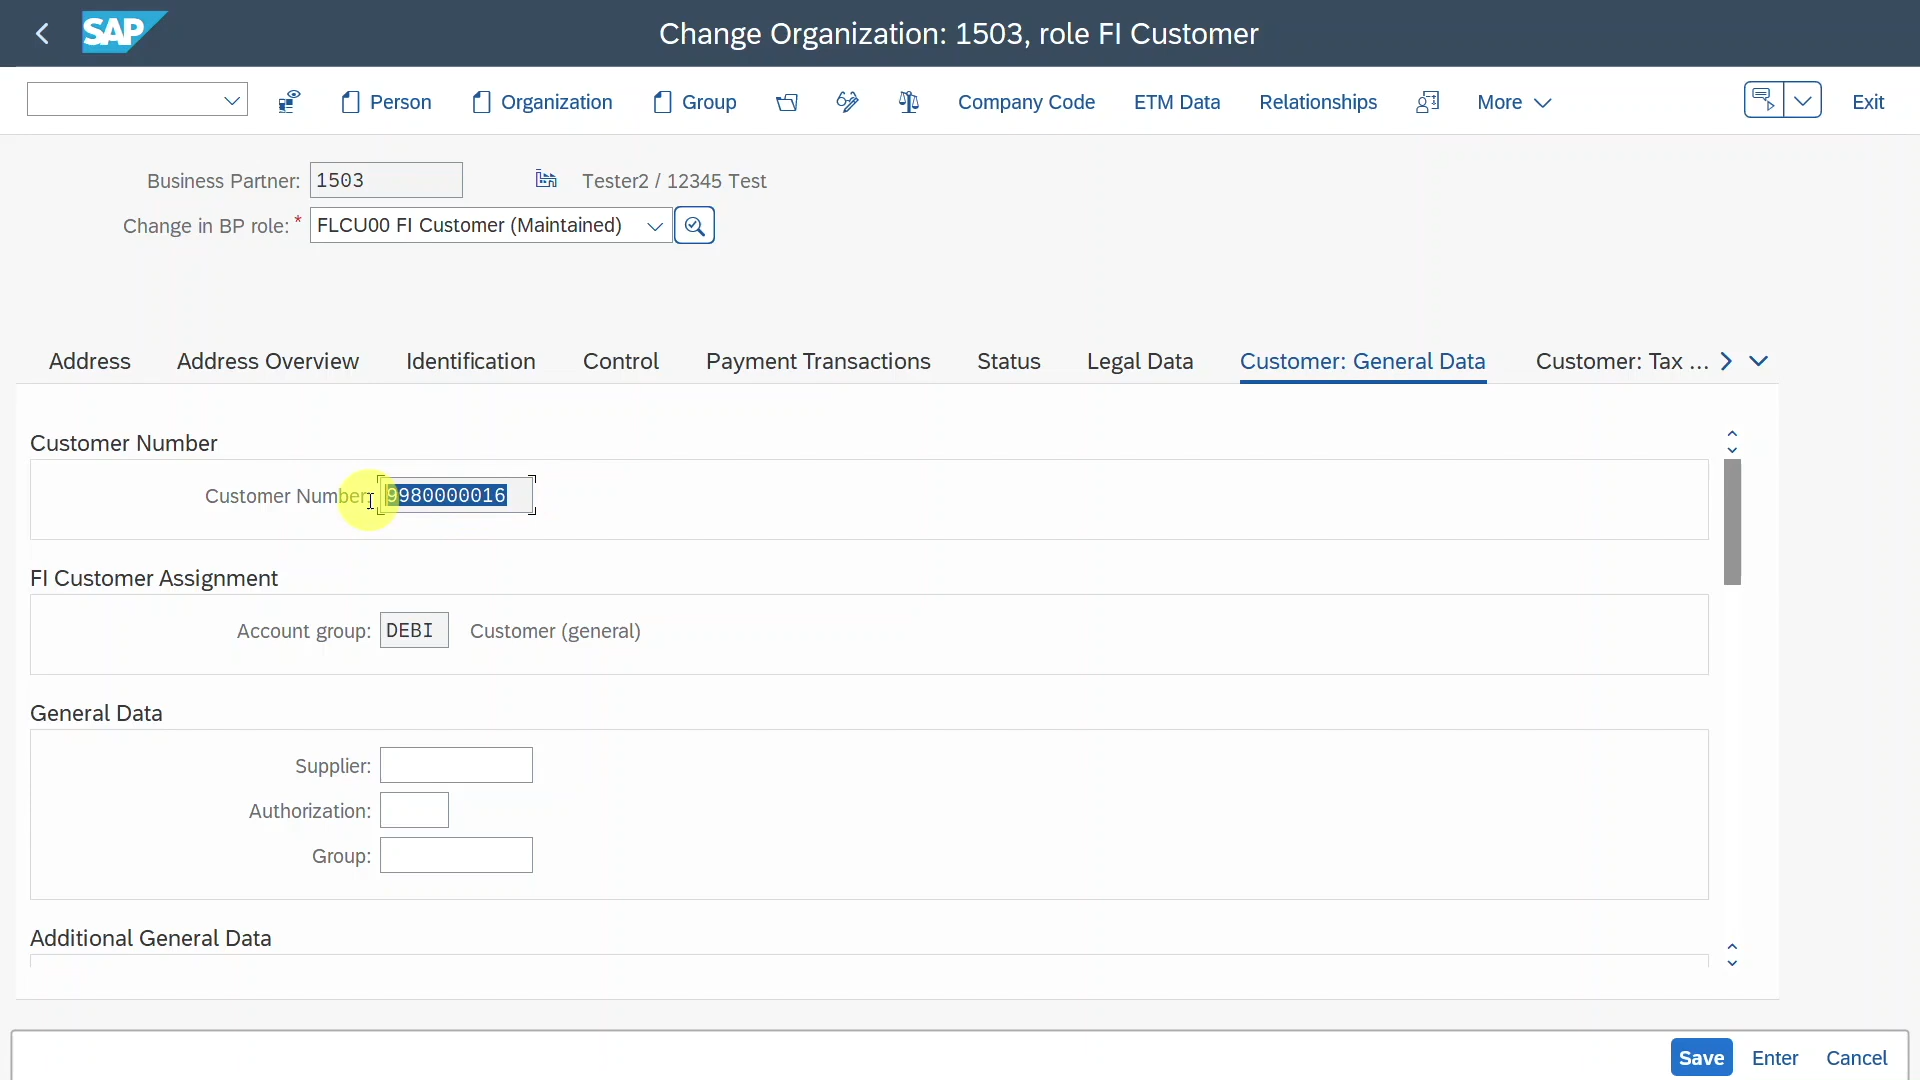 SAP
Change Organization: 1503, role FI Customer
Person
Organization
Group
Company Code
ETM Data
Relationships
More
Exit
Business Partner: 1503 Tester2 / 12345 Test
Change in BP role: * FLCU00 FI Customer (Maintained)
Address Address Overview Identification Control Payment Transactions Status Legal Data Customer: General Data Customer: Tax ...
Customer Number
Customer Number: 9980000016
FI Customer Assignment
Account group: DEBI Customer (general)
General Data
Supplier:
Authorization:
Group:
Additional General Data
Save Enter Cancel